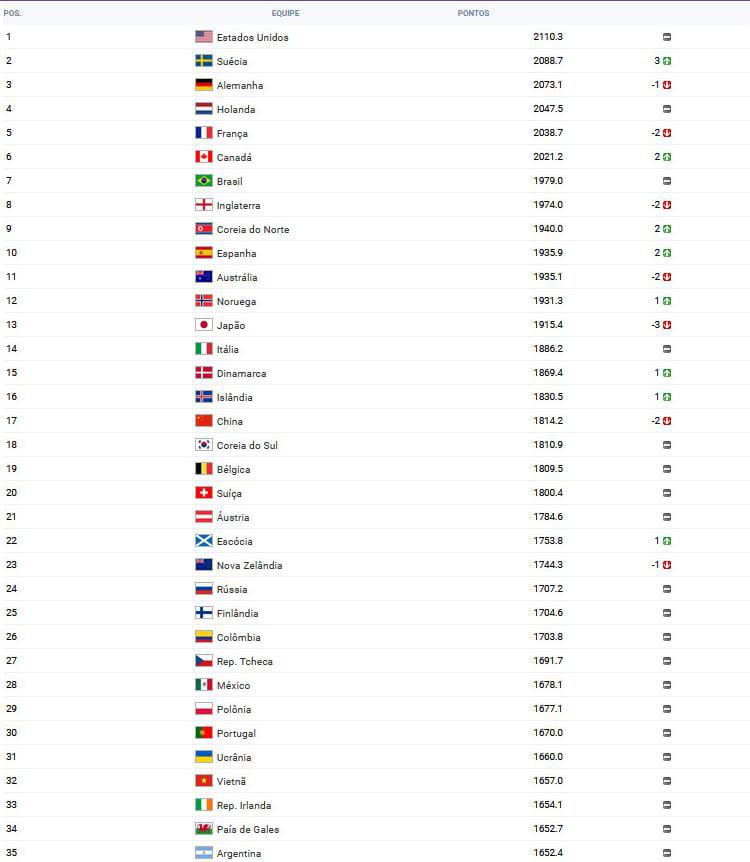 POS. EQUIPE PONTOS
1 Estados Unidos 2110.3
2 Suécia 2088.7 3
3 Alemanha 2073.1 -1
4 Holanda 2047.5
5 França 2038.7 -2
6 Canadá 2021.2 2
7 Brasil 1979.0
8 Inglaterra 1974.0 -2
9 Coreia do Norte 1940.0 2
10 Espanha 1935.9 2
11 Austrália 1935.1 -2
12 Noruega 1931.3 1
13 Japão 1915.4 -3
14 Itália 1886.2
15 Dinamarca 1869.4 1
16 Islândia 1830.5 1
17 China 1814.2 -2
18 Coreia do Sul 1810.9
19 Bélgica 1809.5
20 Suíça 1800.4
21 Áustria 1784.6
22 Escócia 1753.8 1
23 Nova Zelândia 1744.3 -1
24 Rússia 1707.2
25 Finlândia 1704.6
26 Colômbia 1703.8
27 Rep. Tcheca 1691.7
28 México 1678.1
29 Polônia 1677.1
30 Portugal 1670.0
31 Ucrânia 1660.0
32 Vietnã 1657.0
33 Rep. Irlanda 1654.1
34 País de Gales 1652.7
35 Argentina 1652.4